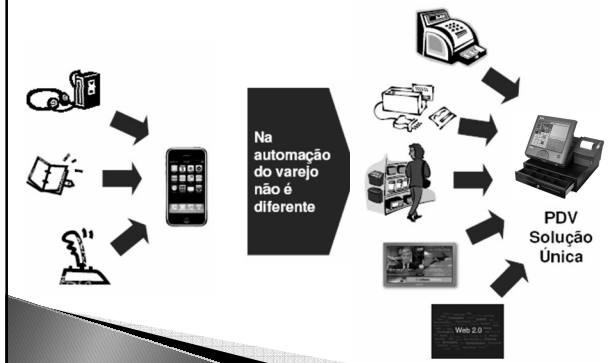 Na
automação
do varejo
não é
diferente
PDV
Solução
Única
Web 2.0